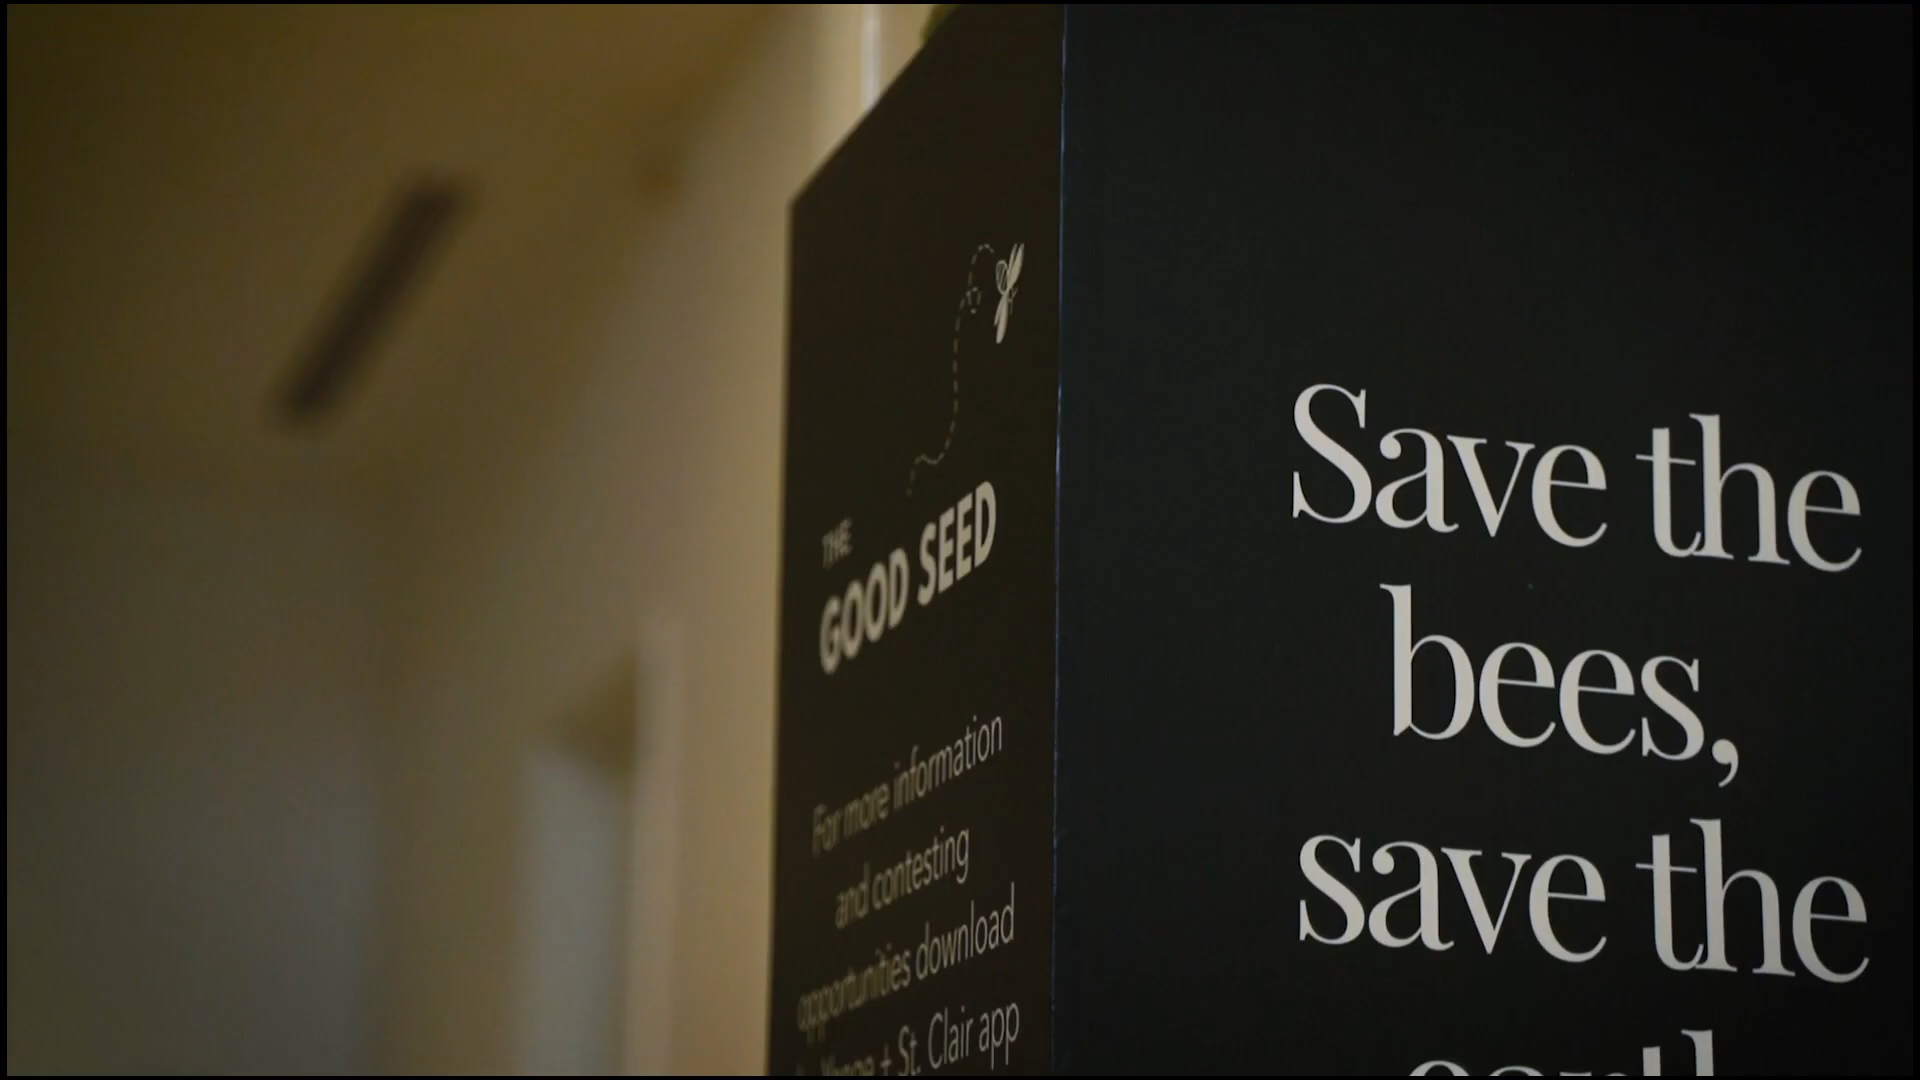 THE
GOOD SEED
For more information
and contesting
opportunities download
Yonge + St. Clair app
Save the
bees,
save the